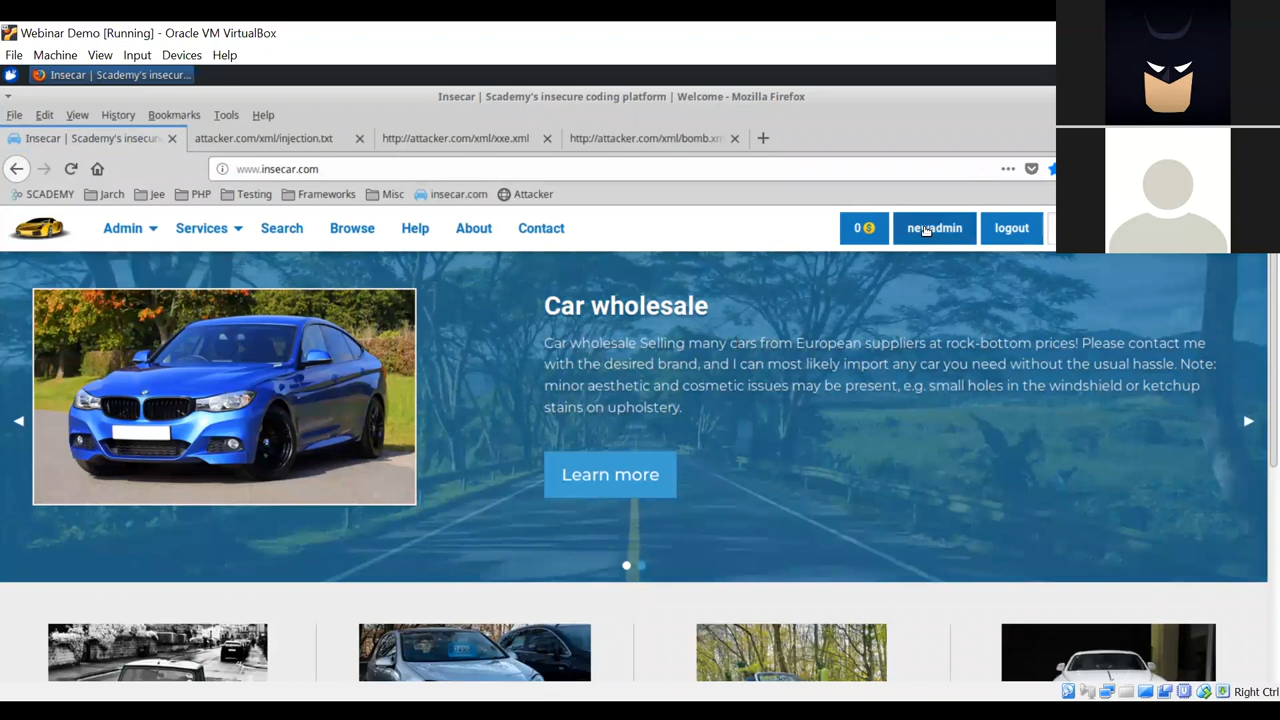 Webinar Demo [Running] - Oracle VM VirtualBox
File Machine View Input Devices Help
Insecar | Scademy's insecur...
Insecar | Scademy's insecure coding platform | Welcome - Mozilla Firefox
File Edit View History Bookmarks Tools Help
Insecar | Scademy's insecure attacker.com/xml/injection.txt http://attacker.com/xml/xxe.xml http://attacker.com/xml/bomb.xm
www.insecar.com
SCADEMY Jarch Jee PHP Testing Frameworks Misc insecar.com Attacker
Admin Services Search Browse Help About Contact 0 newadmin logout
Car wholesale
Car wholesale Selling many cars from European suppliers at rock-bottom prices! Please contact me
with the desired brand, and I can most likely import any car you need without the usual hassle. Note:
minor aesthetic and cosmetic issues may be present, e.g. small holes in the windshield or ketchup
stains on upholstery.
Learn more
Right Ctrl